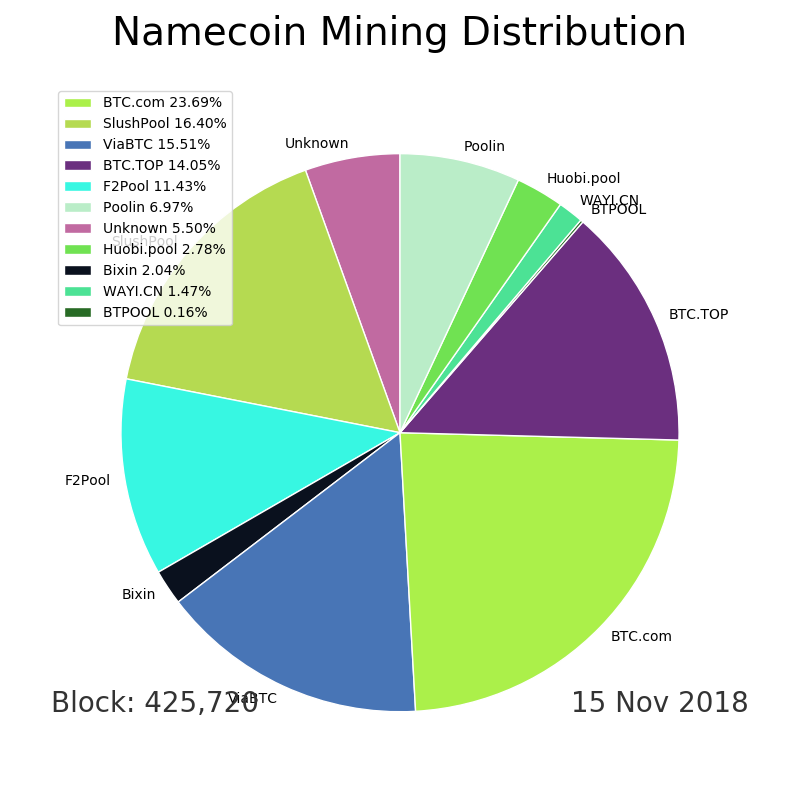 Namecoin Mining Distribution
BTC.com 23.69%
SlushPool 16.40%
ViaBTC 15.51%
BTC.TOP 14.05%
F2Pool 11.43%
Poolin 6.97%
Unknown 5.50%
Huobi.pool 2.78%
Bixin 2.04%
WAYI.CN 1.47%
BTPOOL 0.16%
Unknown
Poolin
Huobi.pool
WAYI.CN
BTPOOL
SlushPool
BTC.TOP
F2Pool
Bixin
BTC.com
ViaBTC
Block: 425,720
15 Nov 2018